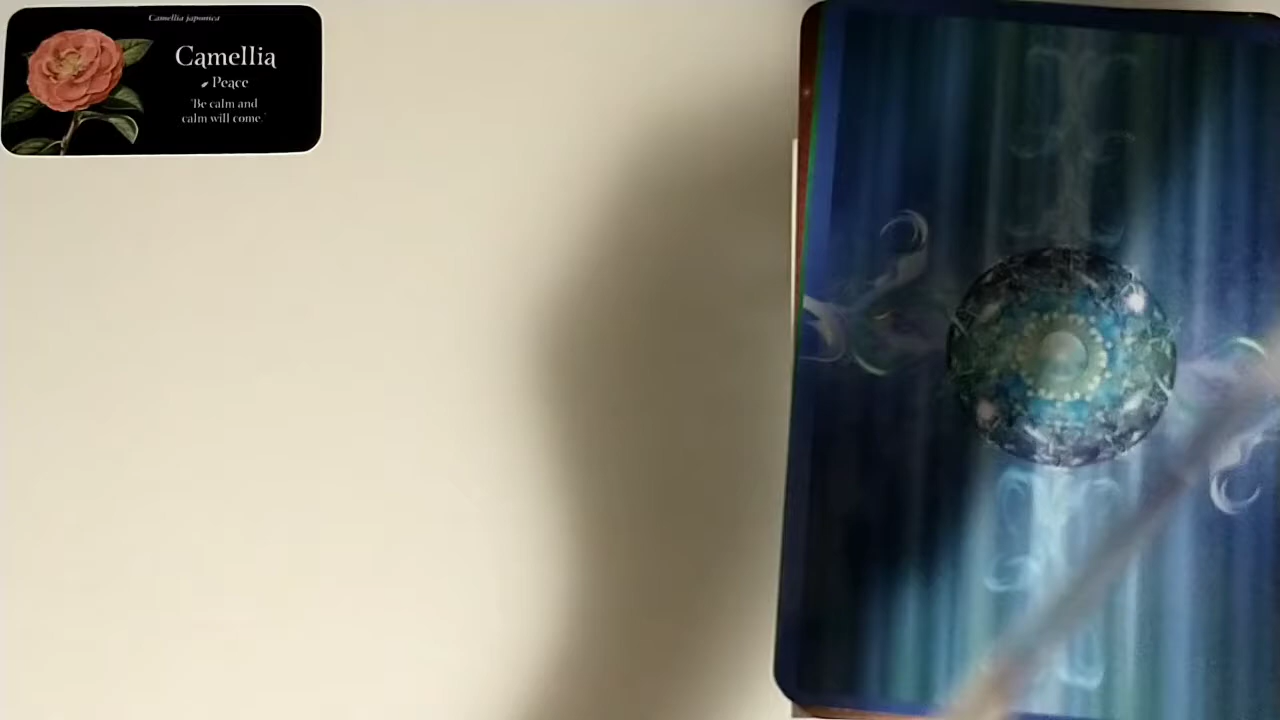 Camellia japonica
Camellia
Peace
'Be calm and
calm will come.'